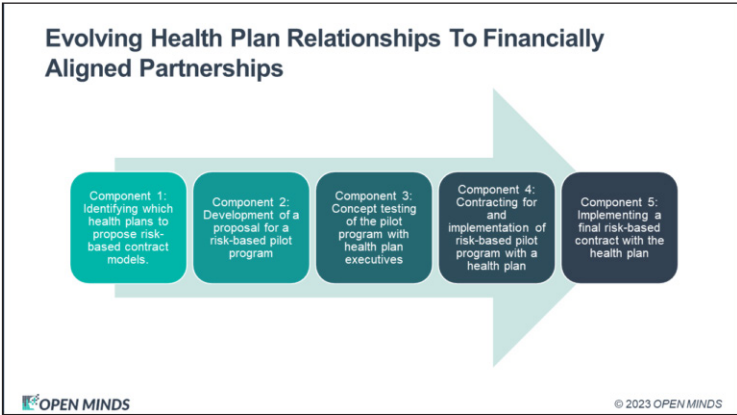 Evolving Health Plan Relationships To Financially
Aligned Partnerships
Component 1:
Identifying which
health plans to
propose risk-
based contract
models.
Component 2:
Development of a
proposal for a
risk-based pilot
program
Component 3:
Concept testing
of the pilot
program with
health plan
executives
Component 4:
Contracting for
and
implementation of
risk-based pilot
program with a
health plan
Component 5:
Implementing a
final risk-based
contract with the
health plan
OPEN MINDS
© 2023 OPEN MINDS